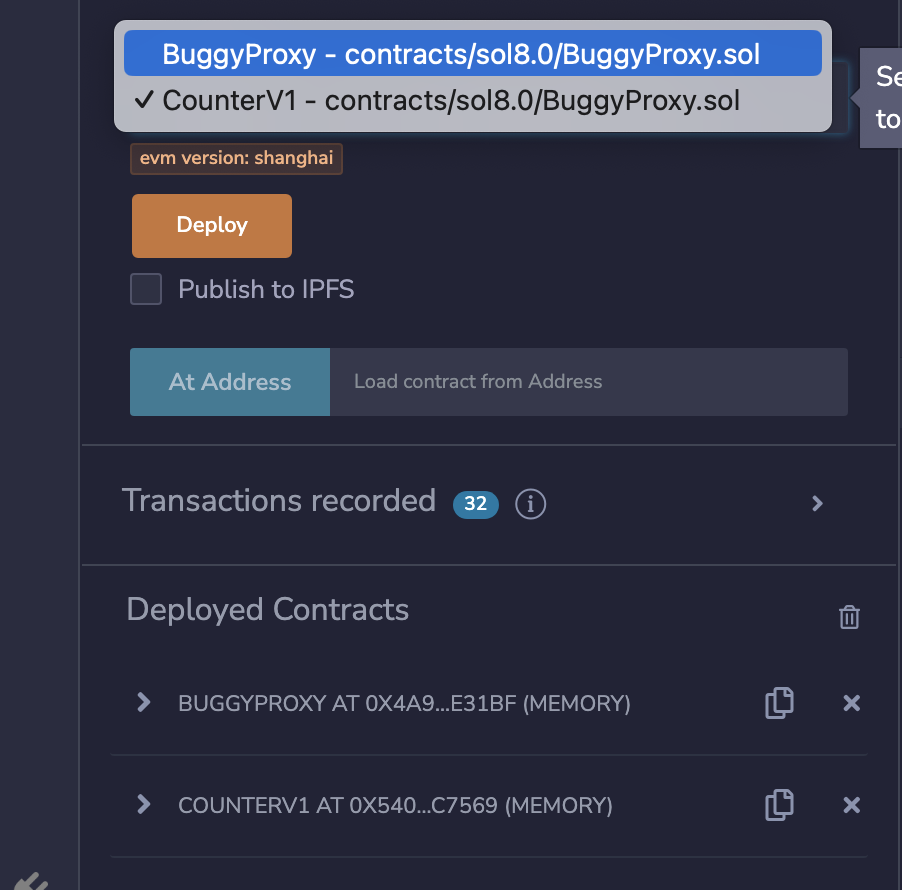 BuggyProxy - contracts/sol8.0/BuggyProxy.sol
✓ CounterV1 - contracts/sol8.0/BuggyProxy.sol
evm version: shanghai
Deploy
Publish to IPFS
At Address Load contract from Address
Transactions recorded 32 i
Deployed Contracts
BUGGYPROXY AT 0X4A9...E31BF (MEMORY)
COUNTERV1 AT 0X540...C7569 (MEMORY)